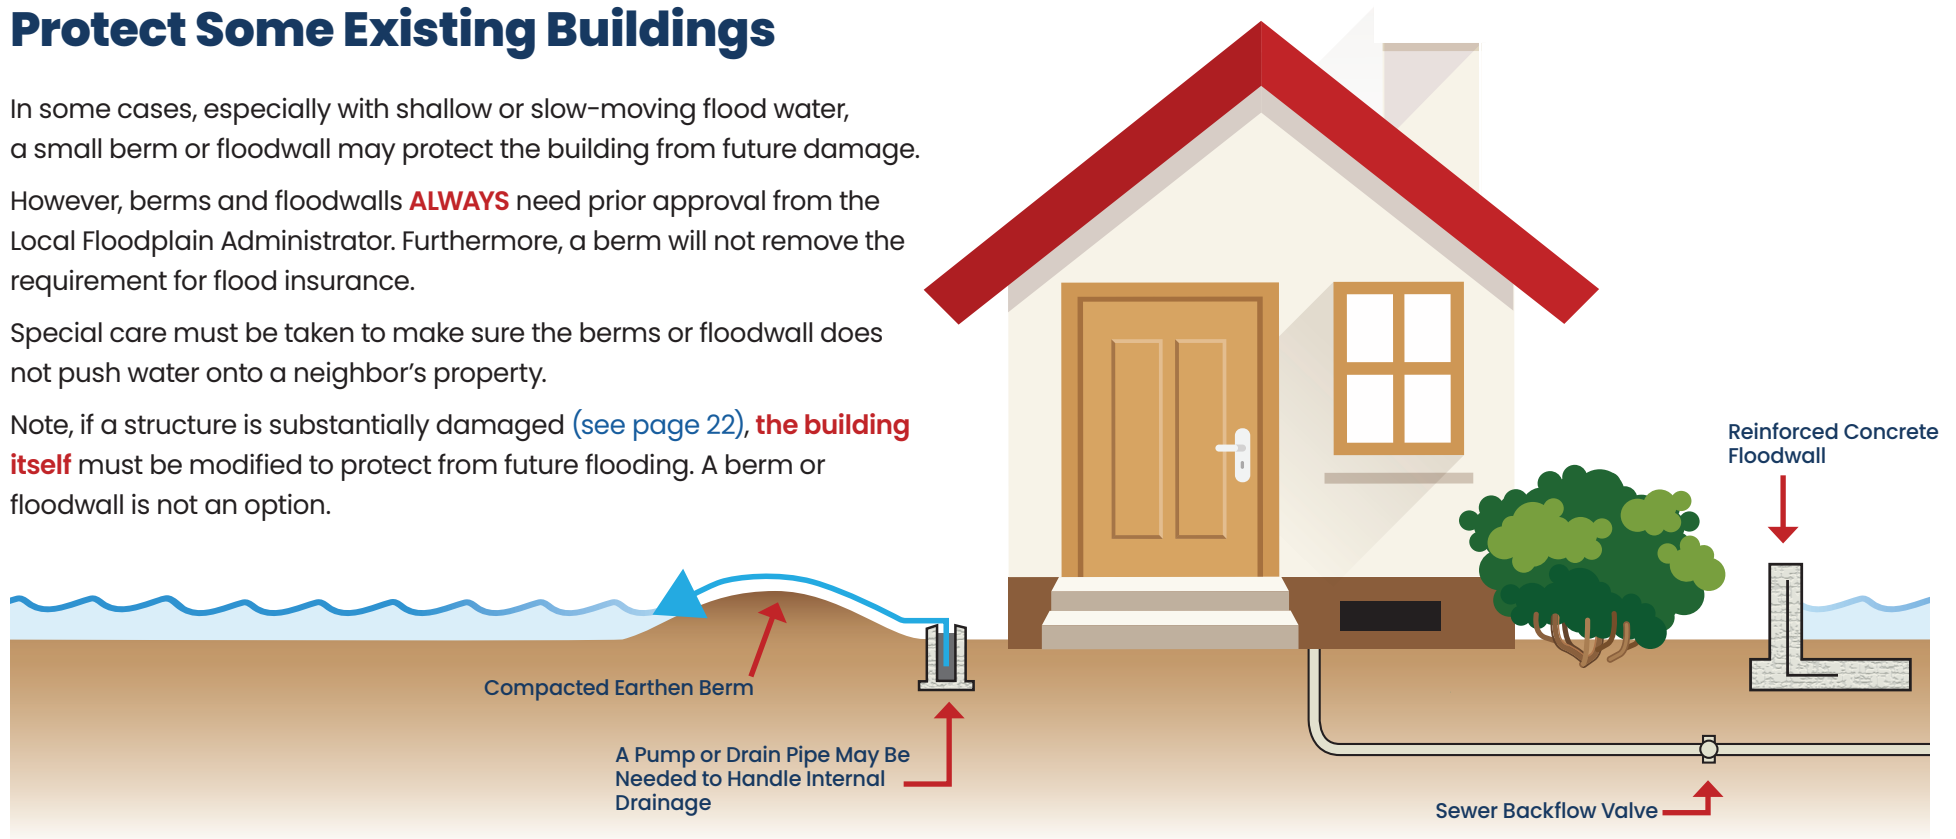 Protect Some Existing Buildings
In some cases, especially with shallow or slow-moving flood water,
a small berm or floodwall may protect the building from future damage.
However, berms and floodwalls ALWAYS need prior approval from the
Local Floodplain Administrator. Furthermore, a berm will not remove the
requirement for flood insurance.
Special care must be taken to make sure the berms or floodwall does
not push water onto a neighbor’s property.
Note, if a structure is substantially damaged (see page 22), the building
itself must be modified to protect from future flooding. A berm or
floodwall is not an option.
Reinforced Concrete
Floodwall
Compacted Earthen Berm
A Pump or Drain Pipe May Be
Needed to Handle Internal
Drainage
Sewer Backflow Valve